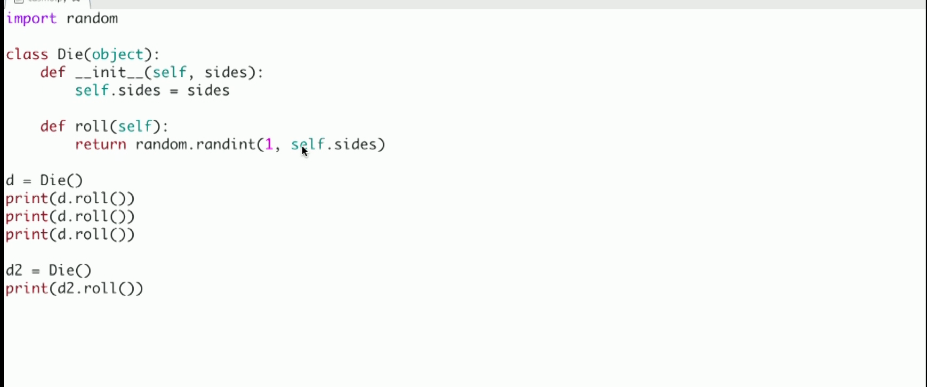 import random
class Die(object):
def __init__(self, sides):
self.sides = sides
def roll(self):
return random.randint(1, self.sides)
d = Die()
print(d.roll())
print(d.roll())
print(d.roll())
d2 = Die()
print(d2.roll())